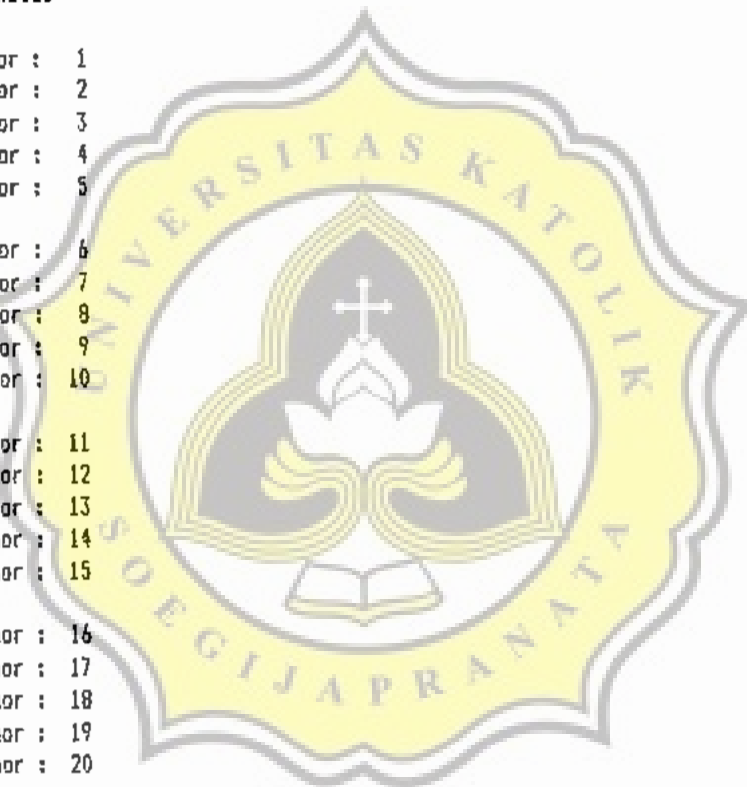 or : 1
or : 2
or : 3
or : 4
or : 5
or : 6
or : 7
or : 8
or : 9
or : 10
or : 11
or : 12
or : 13
or : 14
or : 15
or : 16
or : 17
or : 18
or : 19
or : 20
UNIVERSITAS KATOLIK
SOEGIJAPRANATA